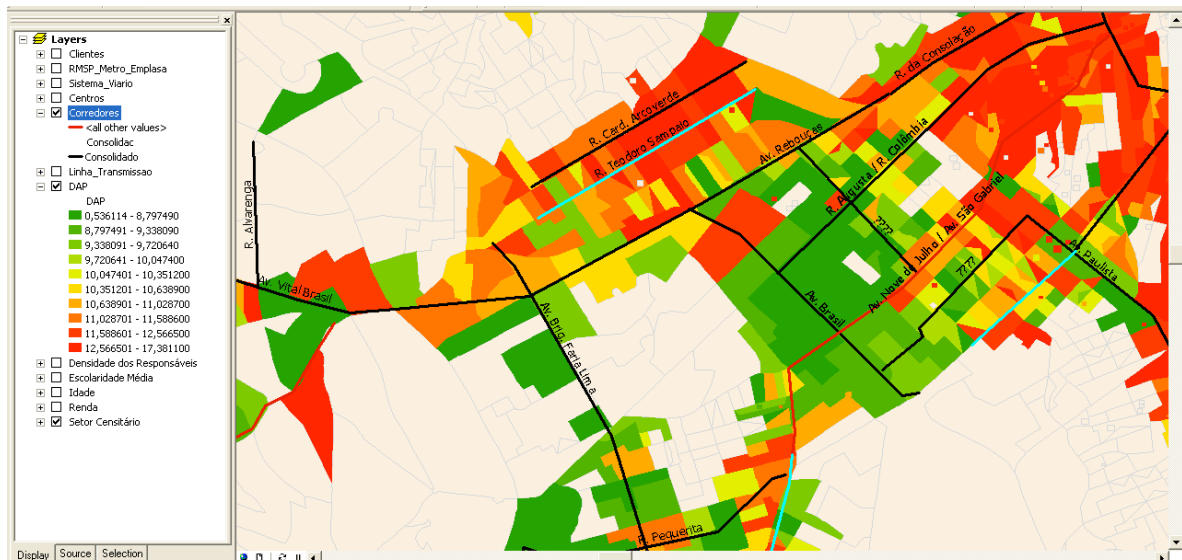 Layers
Clientes
RMSP_Metro_Emplasa
Sistema_Viario
Centros
Corredores
<all other values>
Consolidac
Consolidado
Linha_Transmissao
DAP
DAP
0,536114 - 8,797490
8,797491 - 9,338090
9,338091 - 9,720640
9,720641 - 10,047400
10,047401 - 10,351200
10,351201 - 10,638900
10,638901 - 11,028700
11,028701 - 11,588600
11,588601 - 12,566500
12,566501 - 17,381100
Densidade dos Responsáveis
Escolaridade Média
Idade
Renda
Setor Censitário
Display Source Selection
R. da Consolação
R. Card. Arcoverde
R. Teodoro Sampaio
Av. Rebouças
R. Augusta / R. Colômbia
R. Alvarenga
????
Av. Nove de Julho / Av. São Gabriel
????
Av. Paulista
Av. Vital Brasil
Av. Brasil
Av. Brig. Faria Lima
R. Pequerita